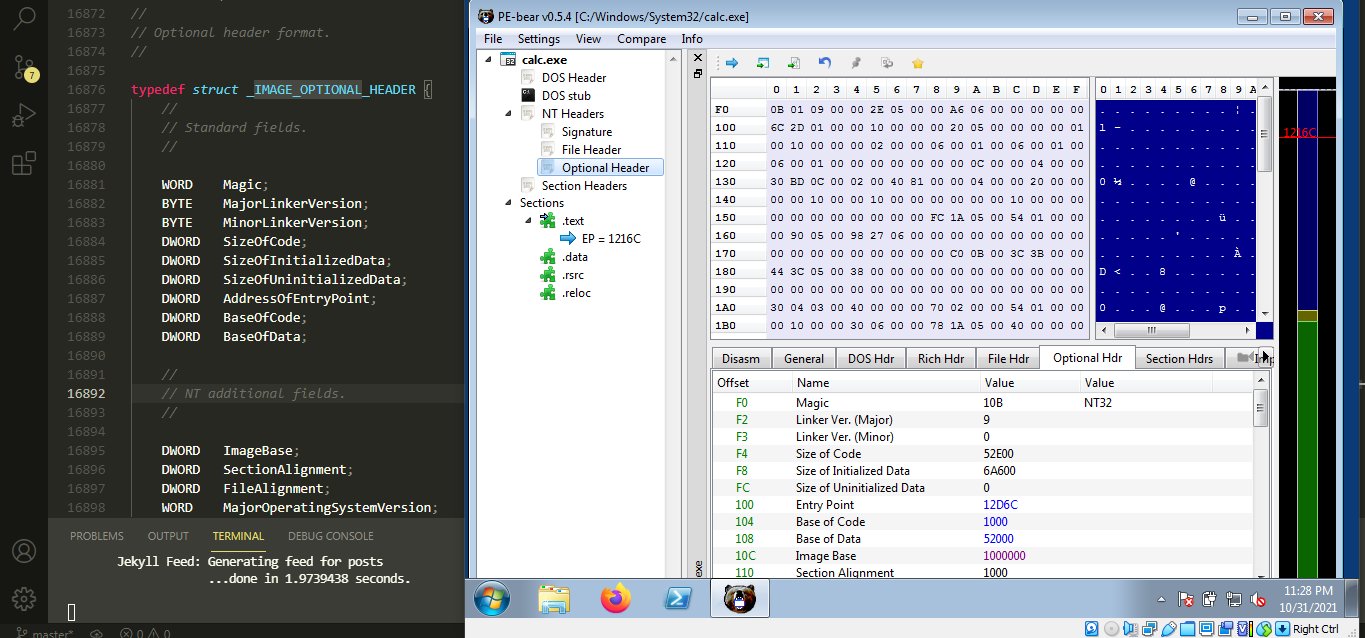 16872 //
16873 // Optional header format.
16874 //
16875
16876 typedef struct _IMAGE_OPTIONAL_HEADER {
16877 //
16878 // Standard fields.
16879 //
16880
16881 WORD Magic;
16882 BYTE MajorLinkerVersion;
16883 BYTE MinorLinkerVersion;
16884 DWORD SizeOfCode;
16885 DWORD SizeOfInitializedData;
16886 DWORD SizeOfUninitializedData;
16887 DWORD AddressOfEntryPoint;
16888 DWORD BaseOfCode;
16889 DWORD BaseOfData;
16890
16891 //
16892 // NT additional fields.
16893 //
16894
16895 DWORD ImageBase;
16896 DWORD SectionAlignment;
16897 DWORD FileAlignment;
16898 WORD MajorOperatingSystemVersion;
7
PROBLEMS OUTPUT TERMINAL DEBUG CONSOLE
Jekyll Feed: Generating feed for posts
...done in 1.9739438 seconds.
master* 0 0
PE-bear v0.5.4 [C:/Windows/System32/calc.exe]
File Settings View Compare Info
calc.exe
DOS Header
DOS stub
NT Headers
Signature
File Header
Optional Header
Section Headers
Sections
.text
EP = 1216C
.data
.rsrc
.reloc
exe
0 1 2 3 4 5 6 7 8 9 A B C D E F
F0 0B 01 09 00 00 2E 05 00 00 A6 06 00 00 00 00 00
100 6C 2D 01 00 00 10 00 00 00 20 05 00 00 00 00 01
110 00 10 00 00 00 02 00 00 06 00 01 00 06 00 01 00
120 06 00 01 00 00 00 00 00 00 00 0C 00 00 04 00 00
130 30 BD 0C 00 02 00 40 81 00 00 04 00 00 20 00 00
140 00 00 10 00 00 10 00 00 00 00 00 00 10 00 00 00
150 00 00 00 00 00 00 00 00 FC 1A 05 00 54 01 00 00
160 00 90 05 00 98 27 06 00 00 00 00 00 00 00 00 00
170 00 00 00 00 00 00 00 00 00 C0 0B 00 3C 3B 00 00
180 44 3C 05 00 38 00 00 00 00 00 00 00 00 00 00 00
190 00 00 00 00 00 00 00 00 00 00 00 00 00 00 00 00
1A0 30 04 03 00 40 00 00 00 70 02 00 00 54 01 00 00
1B0 00 10 00 00 30 06 00 00 78 1A 05 00 40 00 00 00
0 1 2 3 4 5 6 7 8 9 A
. . . . . . . . . ¦ .
l - . . . . . . . . .
. . . . . . . . . . .
. . . . . . . . . . .
0 ½ . . . . @ . . . .
. . . . . . . . . . .
. . . . . . . . ü . .
. . . . . ' . . . . .
. . . . . . . . . À .
D < . . 8 . . . . . .
. . . . . . . . . . .
0 . . . @ . . . p . .
1216C
Disasm General DOS Hdr Rich Hdr File Hdr Optional Hdr Section Hdrs
Offset Name Value Value
F0 Magic 10B NT32
F2 Linker Ver. (Major) 9
F3 Linker Ver. (Minor) 0
F4 Size of Code 52E00
F8 Size of Initialized Data 6A600
FC Size of Uninitialized Data 0
100 Entry Point 12D6C
104 Base of Code 1000
108 Base of Data 52000
10C Image Base 1000000
110 Section Alignment 1000
11:28 PM
10/31/2021
Right Ctrl